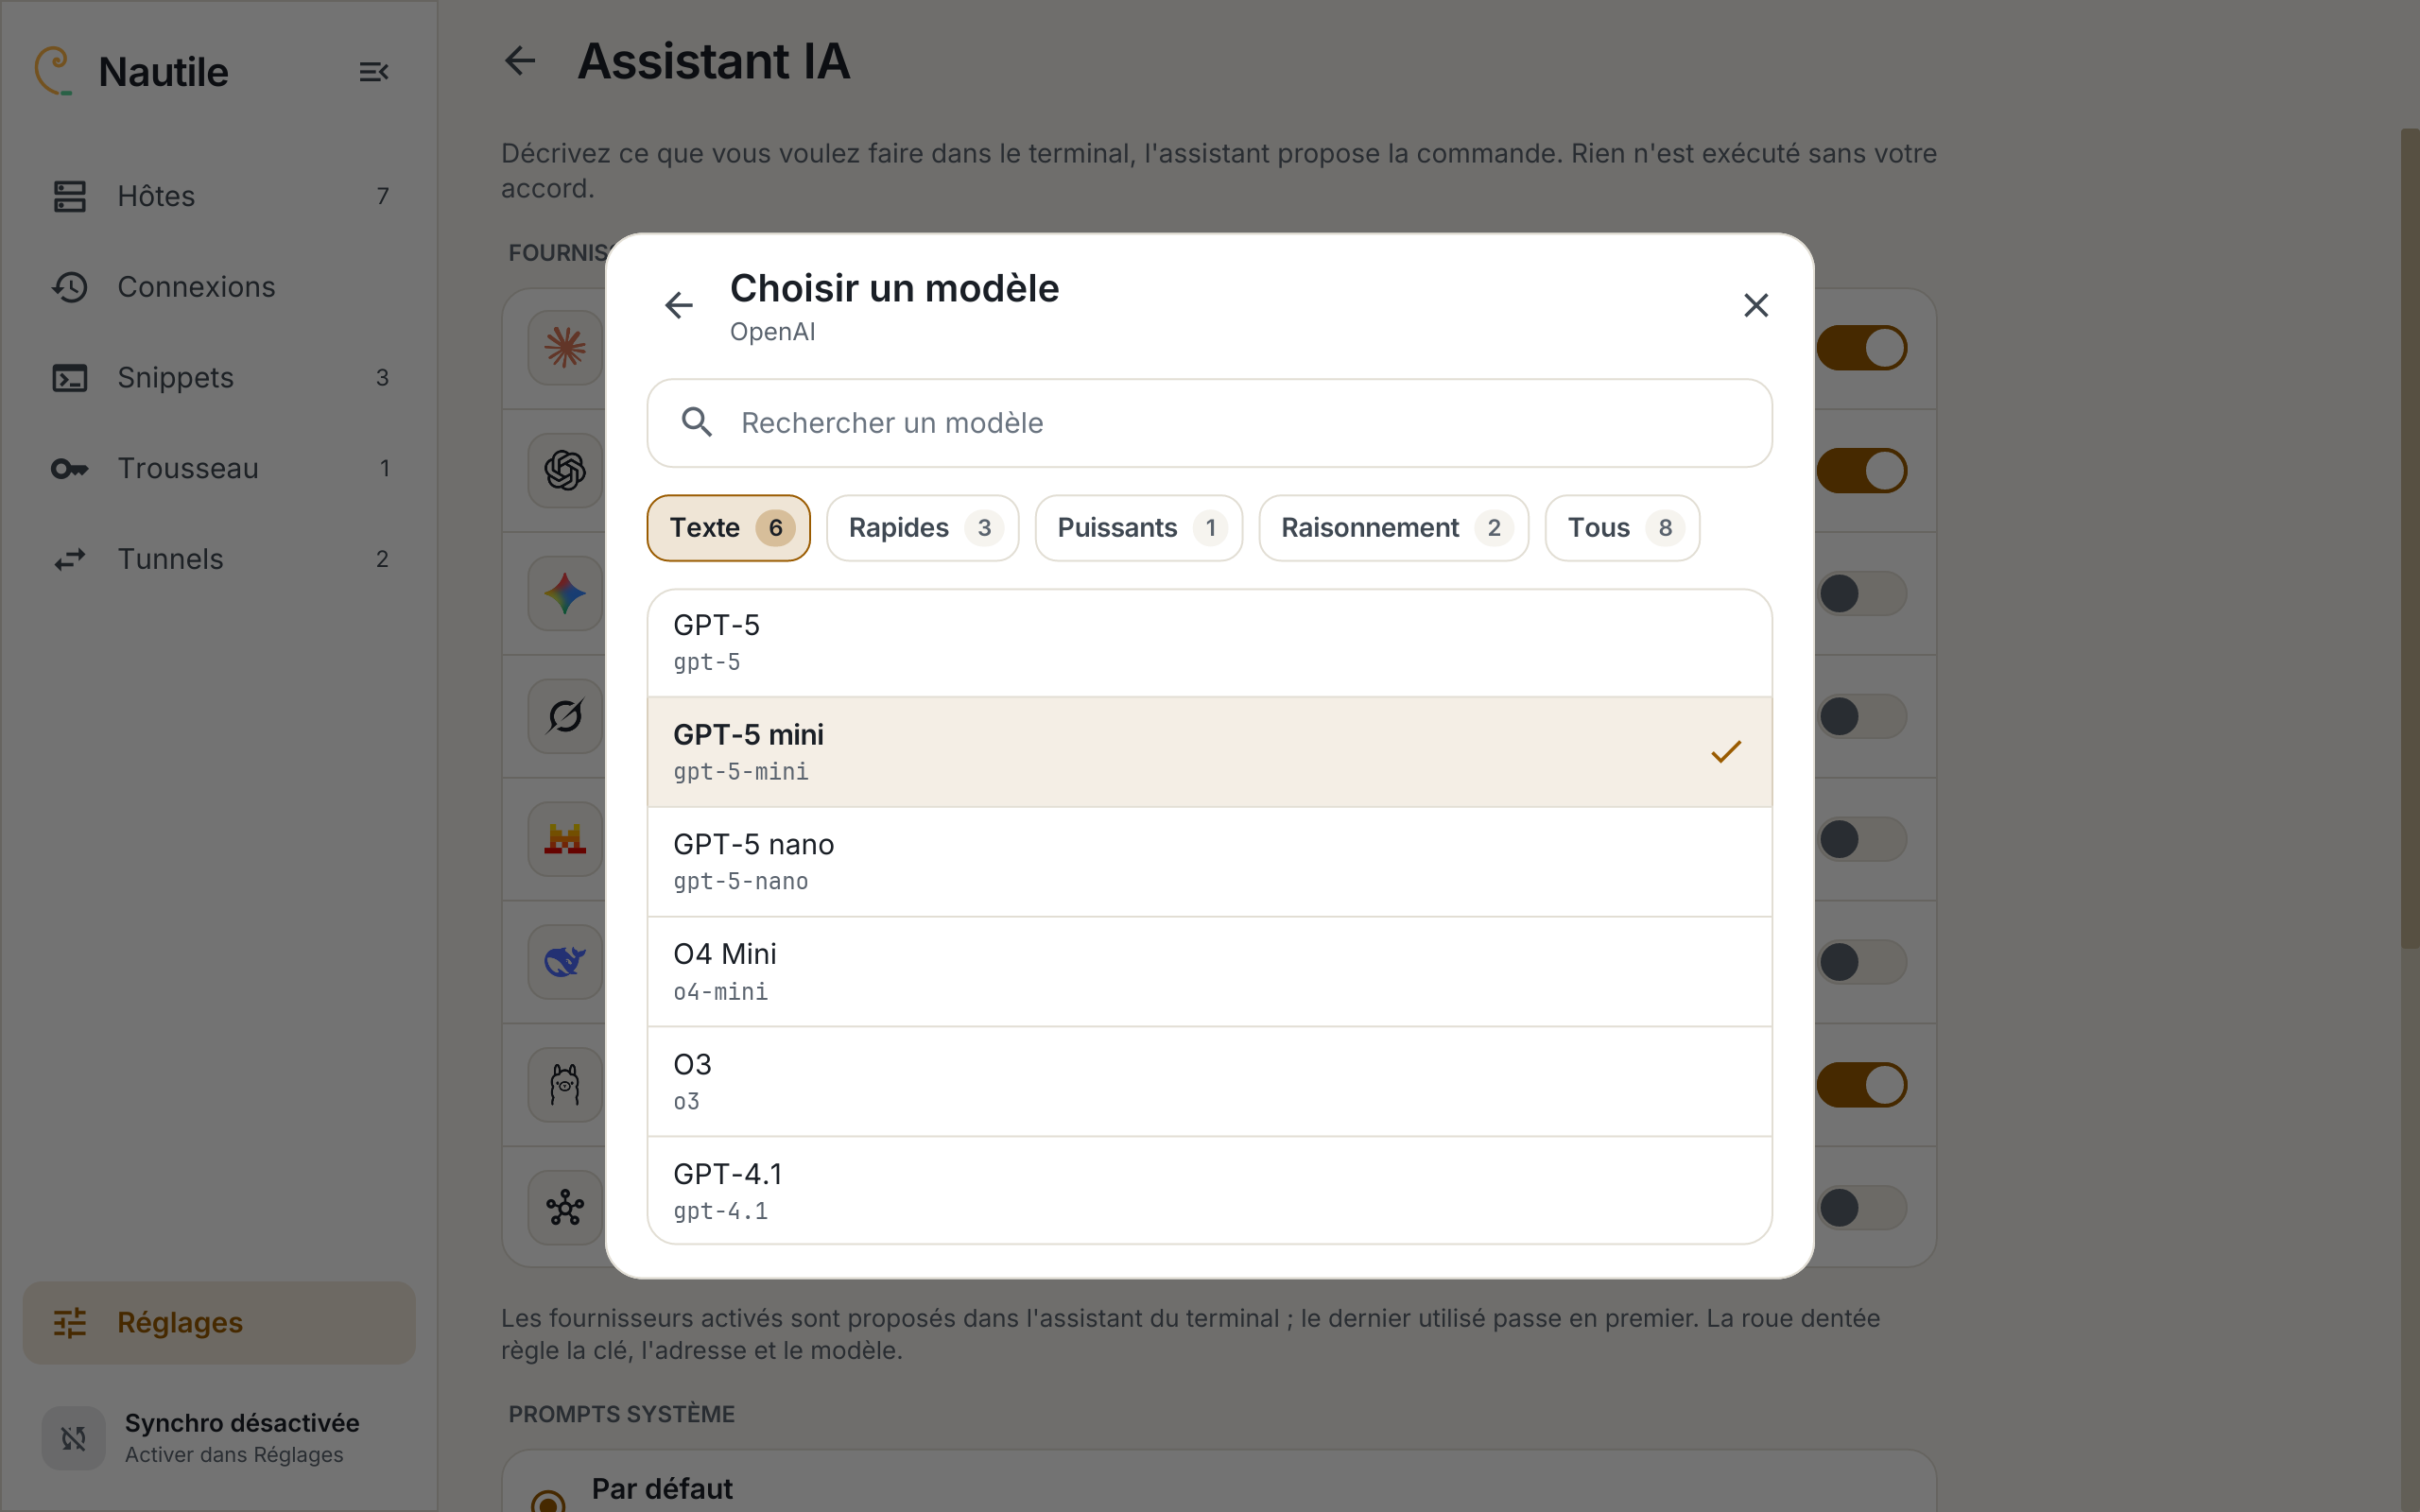 Nautile
Hôtes 7
Connexions
Snippets 3
Trousseau 1
Tunnels 2
Réglages
Synchro désactivée
Activer dans Réglages
Assistant IA
Décrivez ce que vous voulez faire dans le terminal, l'assistant propose la commande. Rien n'est exécuté sans votre
accord.
Choisir un modèle
OpenAI
Rechercher un modèle
Texte 6
Rapides 3
Puissants 1
Raisonnement 2
Tous 8
GPT-5
gpt-5
GPT-5 mini
gpt-5-mini
GPT-5 nano
gpt-5-nano
O4 Mini
o4-mini
O3
o3
GPT-4.1
gpt-4.1
Les fournisseurs activés sont proposés dans l'assistant du terminal ; le dernier utilisé passe en premier. La roue dentée
règle la clé, l'adresse et le modèle.
PROMPTS SYSTÈME
Par défaut